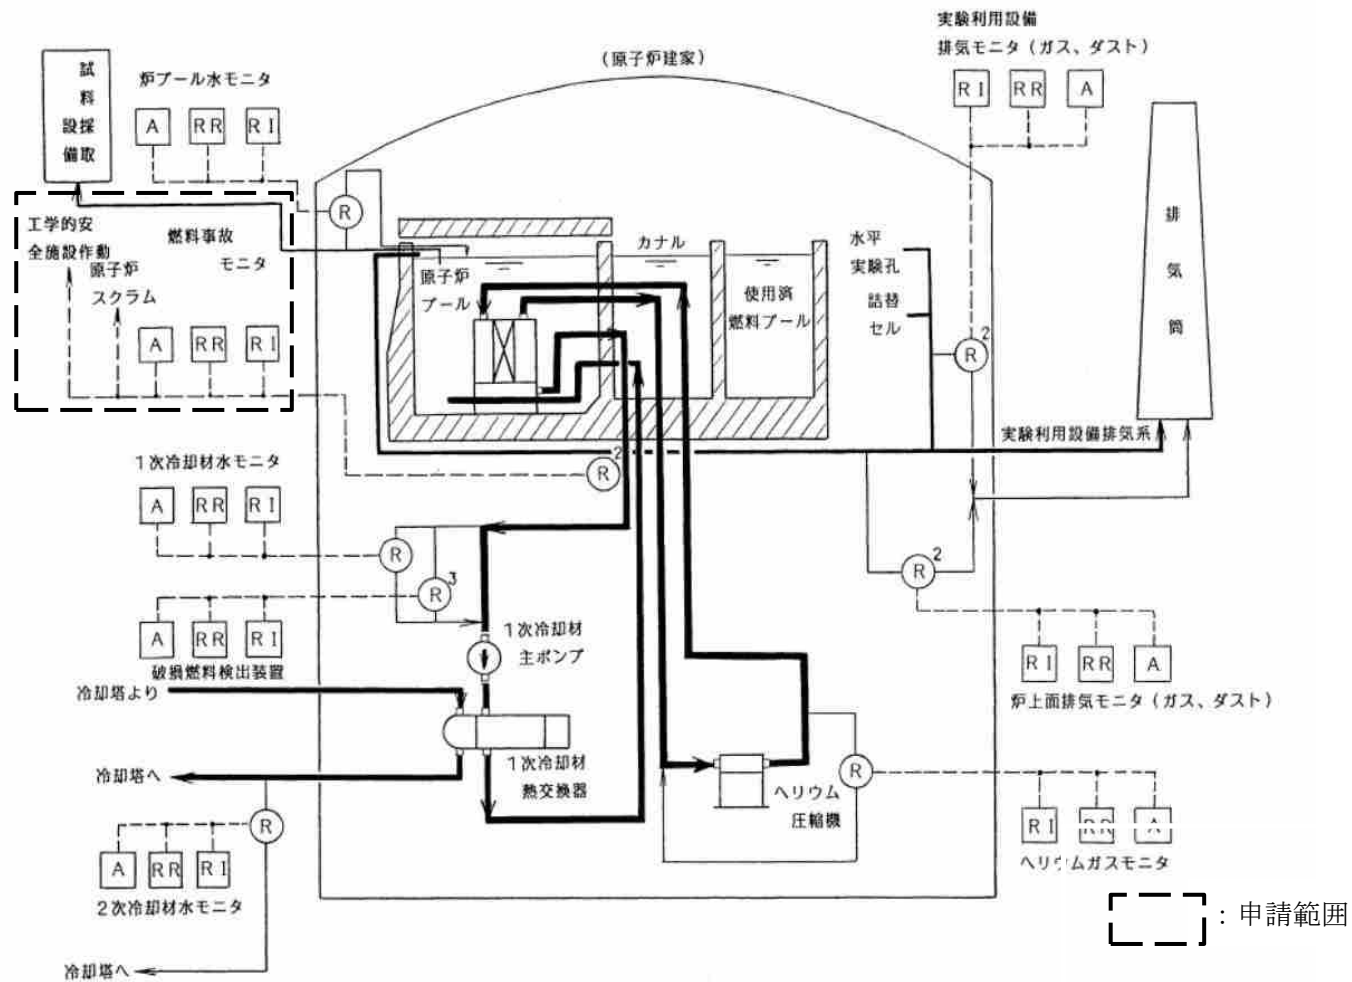 実験利用設備
排気モニタ(ガス、ダスト)
RI
RR
A
(原子炉建家)
試料
採取
設備
炉プール水モニタ
A
RR
RI
R
排気筒
工学的安
全施設作動
燃料事故
モニタ
原子炉
スクラム
A
RR
RI
原子炉
プール
カナル
使用済
燃料プール
水平
実験孔
詰替
セル
R
2
実験利用設備排気系
R
2
1次冷却材水モニタ
A
RR
RI
R
R
3
A
RR
RI
破損燃料検出装置
R
2
RI
RR
A
炉上面排気モニタ(ガス、ダスト)
1次冷却材
主ポンプ
冷却塔より
冷却塔へ
1次冷却材
熱交換器
ヘリウム
圧縮機
R
RI
RR
A
ヘリウムガスモニタ
R
A
RR
RI
2次冷却材水モニタ
冷却塔へ
:申請範囲